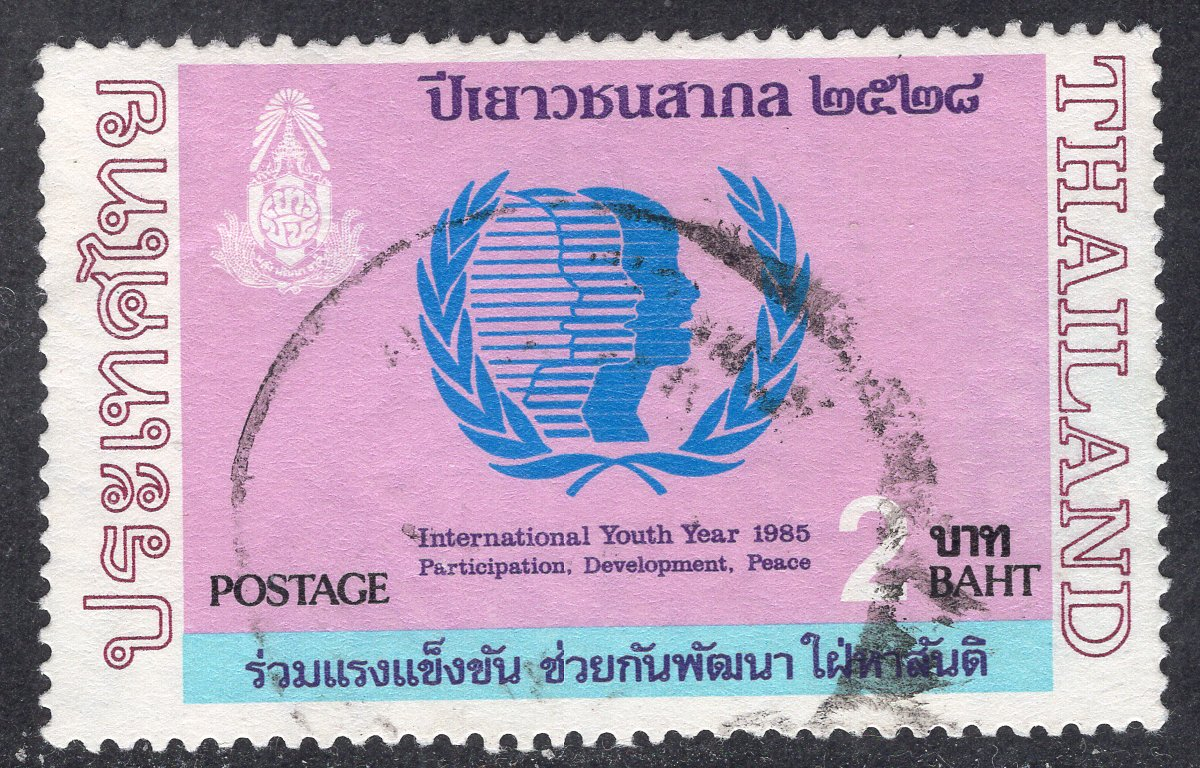 ปีเยาวชนสากล ๒๕๒๘
ประเทศไทย
THAILAND
International Youth Year 1985
Participation, Development, Peace
POSTAGE
2 บาท
BAHT
ร่วมแรงแข็งขัน ช่วยกันพัฒนา ใฝ่หาสันติ